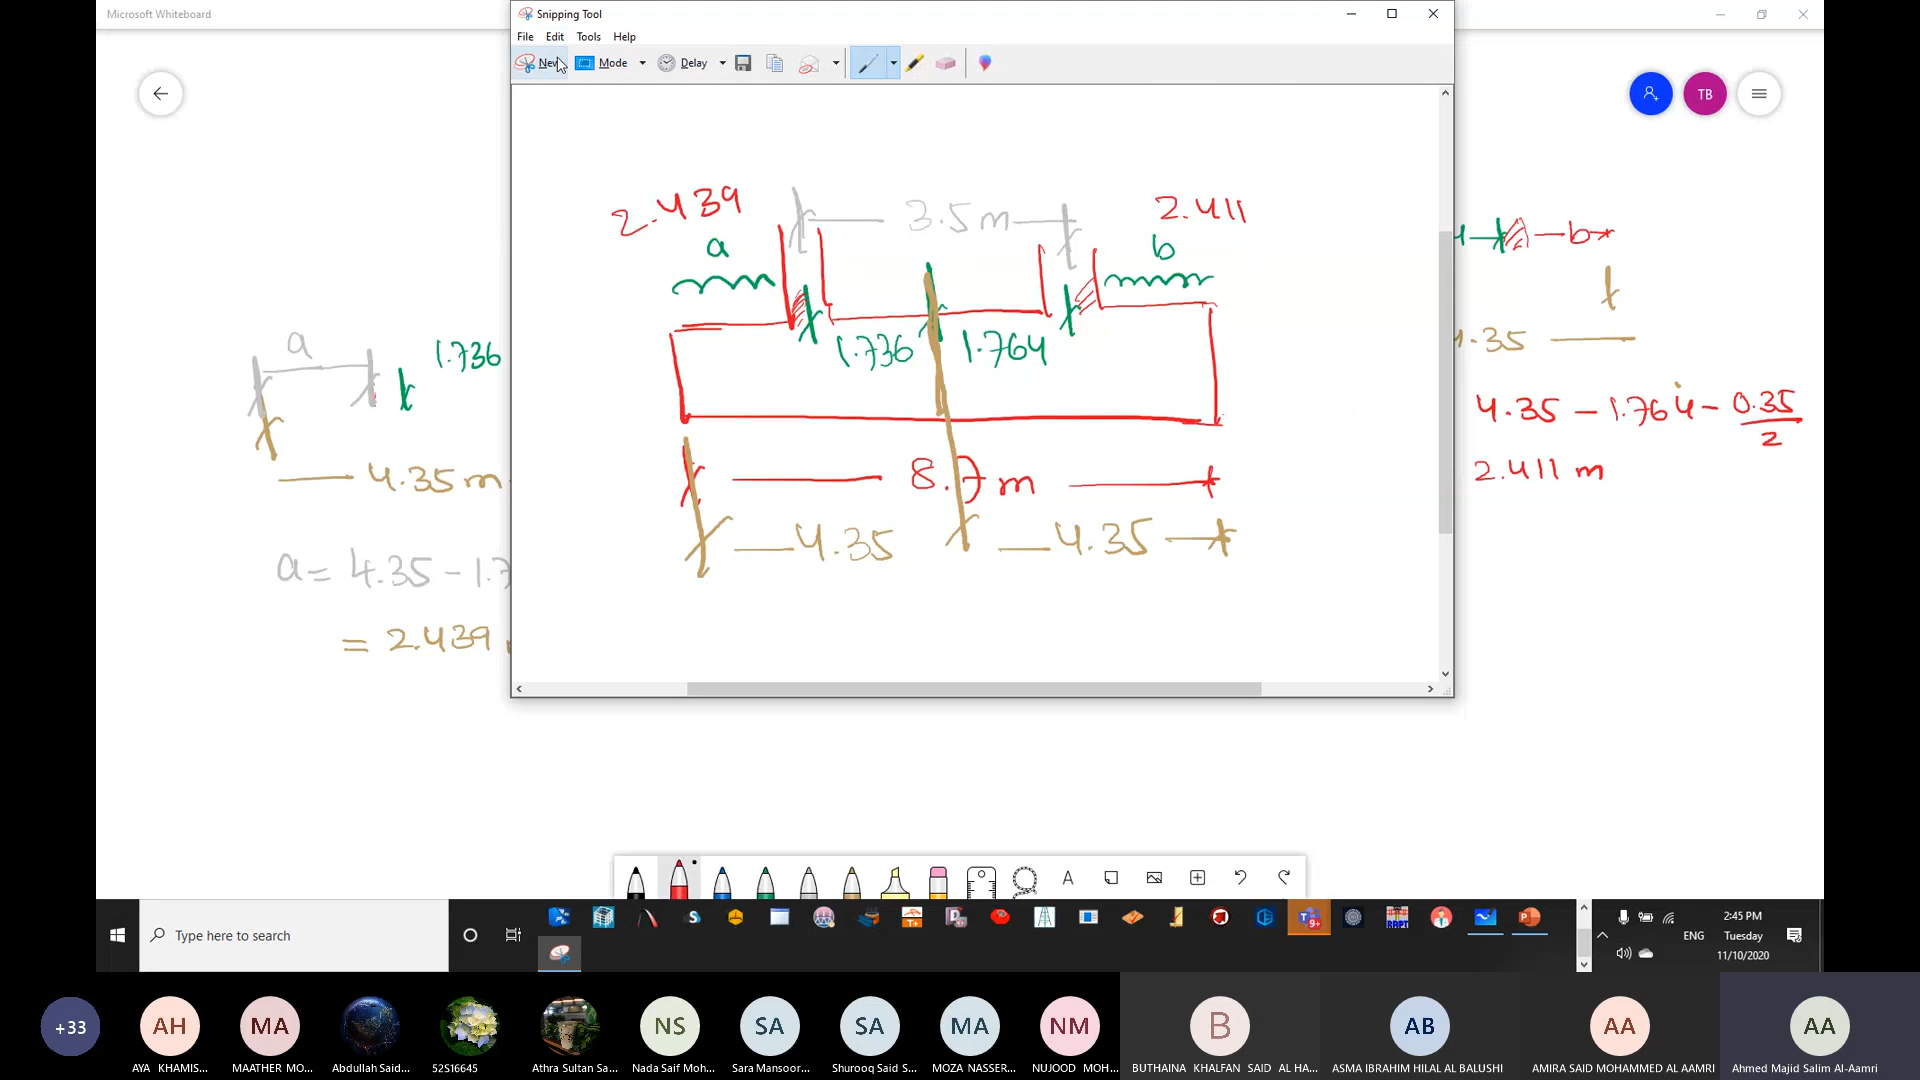 Microsoft Whiteboard
Snipping Tool
File Edit Tools Help
New Mode Delay
TB
2.439
3.5 m
2.411
a
b
1.736 1.764
8.7 m
4.35 4.35
a
1.736
4.35 m
a = 4.35 - 1.7
= 2.439
b
4.35
4.35 - 1.764 - 0.35
2
2.411 m
A
Type here to search
9+
ENG
2:45 PM
Tuesday
11/10/2020
+33
AH
MA
NS
SA
SA
MA
NM
B
AB
AA
AA
AYA KHAMIS...
MAATHER MO...
Abdullah Said...
52S16645
Athra Sultan Sa...
Nada Saif Moh...
Sara Mansoor...
Shurooq Said S...
MOZA NASSER...
NUJOOD MOH...
BUTHAINA KHALFAN SAID AL HA...
ASMA IBRAHIM HILAL AL BALUSHI
AMIRA SAID MOHAMMED AL AAMRI
Ahmed Majid Salim Al-Aamri